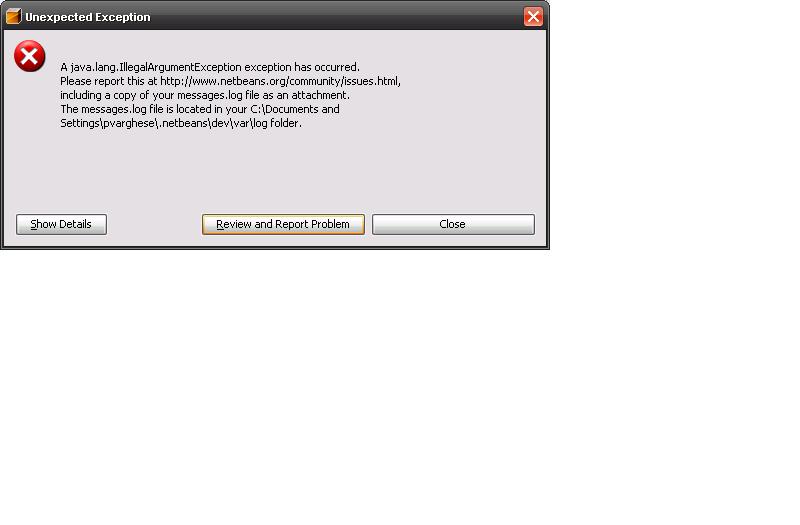 Unexpected Exception
A java.lang.IllegalArgumentException exception has occurred.
Please report this at http://www.netbeans.org/community/issues.html,
including a copy of your messages.log file as an attachment.
The messages.log file is located in your C:\Documents and
Settings\pvarghese\.netbeans\dev\var\log folder.
Show Details
Review and Report Problem
Close